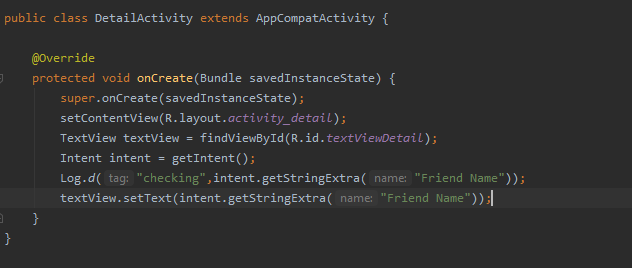 public class DetailActivity extends AppCompatActivity {
@Override
protected void onCreate(Bundle savedInstanceState) {
super.onCreate(savedInstanceState);
setContentView(R.layout.activity_detail);
TextView textView = findViewById(R.id.textViewDetail);
Intent intent = getIntent();
Log.d( tag: "checking",intent.getStringExtra( name: "Friend Name"));
textView.setText(intent.getStringExtra( name: "Friend Name"));
}
}